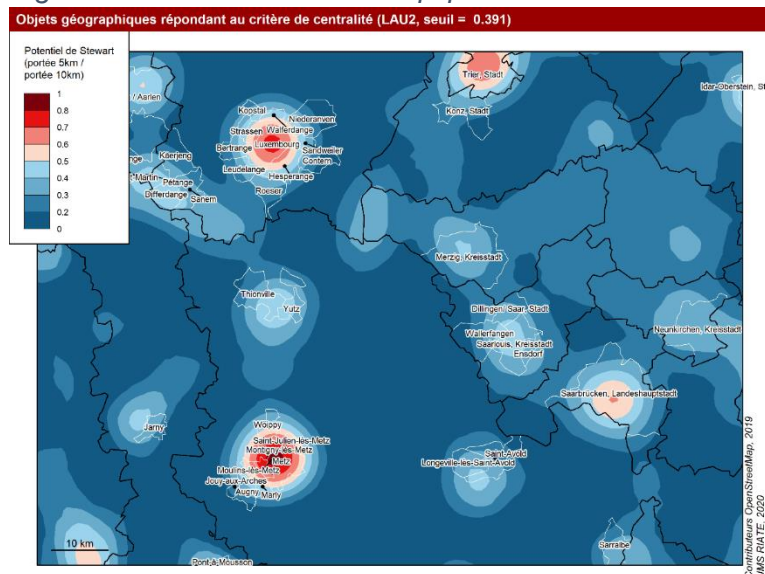 Objets géographiques répondant au critère de centralité (LAU2, seuil = 0.391)
Potentiel de Stewart
(portée 5km /
portée 10km)
1
0.8
0.7
0.6
0.5
0.4
0.3
0.2
0
/ Aarlen
Trier, Stadt
Idar-Oberstein, St
Konz, Stadt
Kopstal
Niederanven
Strassen
Walferdange
Bertrange
Luxembourg
Sandweiler
Contern
Käerjeng
Leudelange
Hesperange
Pétange
Differdange
Sanem
Roeser
Merzig, Kreisstadt
Thionville
Yutz
Dillingen/Saar, Stadt
Wallerfangen
Saarlouis, Kreisstadt
Ensdorf
Neunkirchen, Kreisstadt
Saarbrücken, Landeshauptstadt
Jarny
Woippy
Saint-Julien-lès-Metz
Montigny-lès-Metz
Metz
Moulins-lès-Metz
Jouy-aux-Arches
Augny
Marly
Saint-Avold
Longeville-lès-Saint-Avold
Sarralbe
Pont-à-Mousson
10 km
Contributeurs OpenStreetMap, 2019
UMS RIATE, 2020